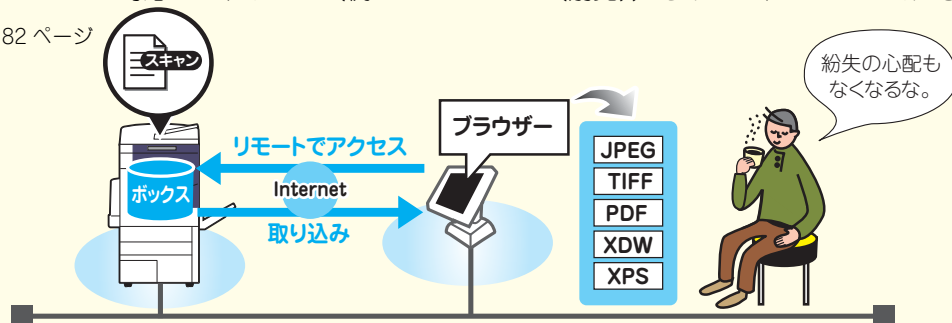 82 ページ
スキャン
紛失の心配も
なくなるな。
ブラウザー
リモートでアクセス
ボックス
Internet
取り込み
JPEG
TIFF
PDF
XDW
XPS